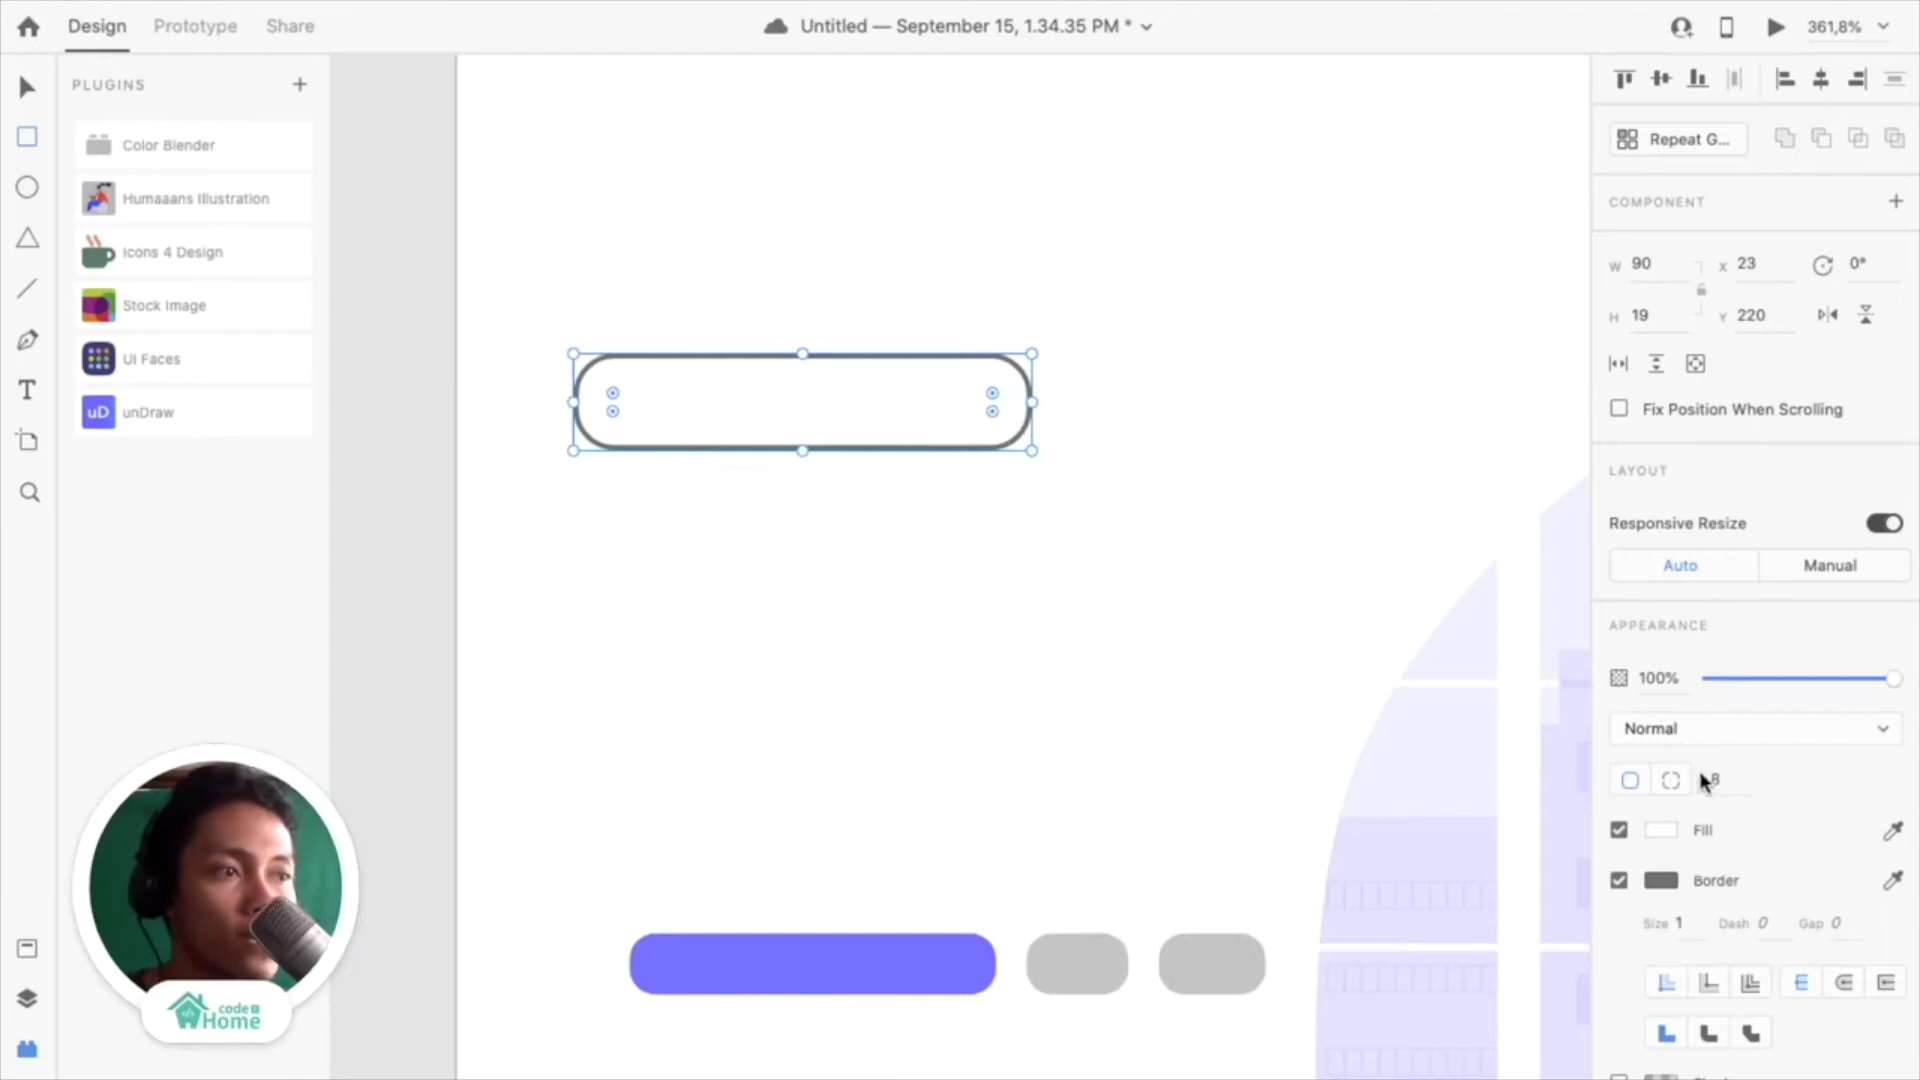 Design Prototype Share
Untitled — September 15, 1.34.35 PM *
361,8%
PLUGINS
Color Blender
Humaaans Illustration
Icons 4 Design
Stock Image
UI Faces
uD unDraw
T
Repeat G...
COMPONENT
W 90 X 23 0°
H 19 Y 220
Fix Position When Scrolling
LAYOUT
Responsive Resize
Auto Manual
APPEARANCE
100%
Normal
8
Fill
Border
Size 1 Dash 0 Gap 0
code
Home